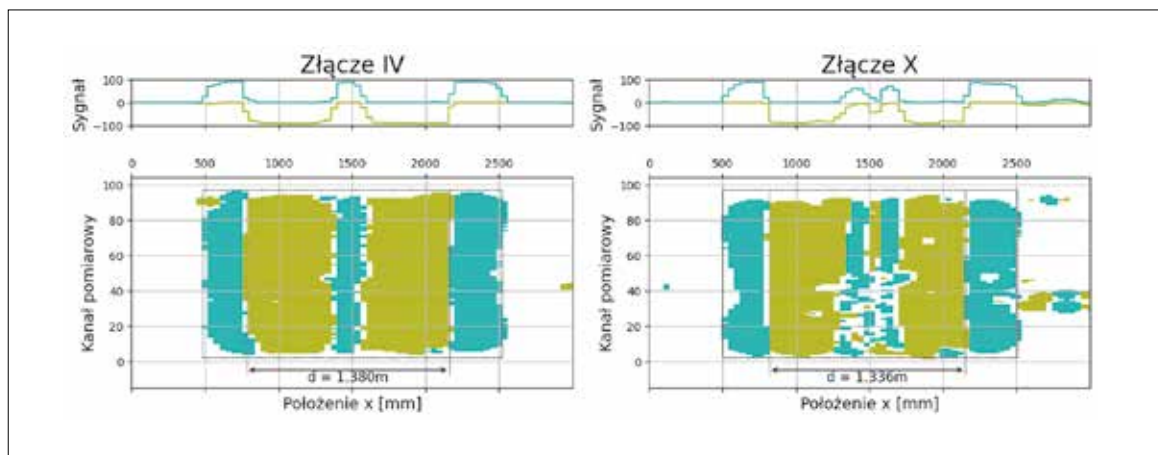 Złącze IV
Złącze X
Sygnał
100
0
−100
Sygnał
100
0
−100
0 500 1000 1500 2000 2500
0 500 1000 1500 2000 2500
Kanał pomiarowy
100
80
60
40
20
0
Kanał pomiarowy
100
80
60
40
20
0
d = 1.380m
d = 1.336m
Położenie x [mm]
Położenie x [mm]